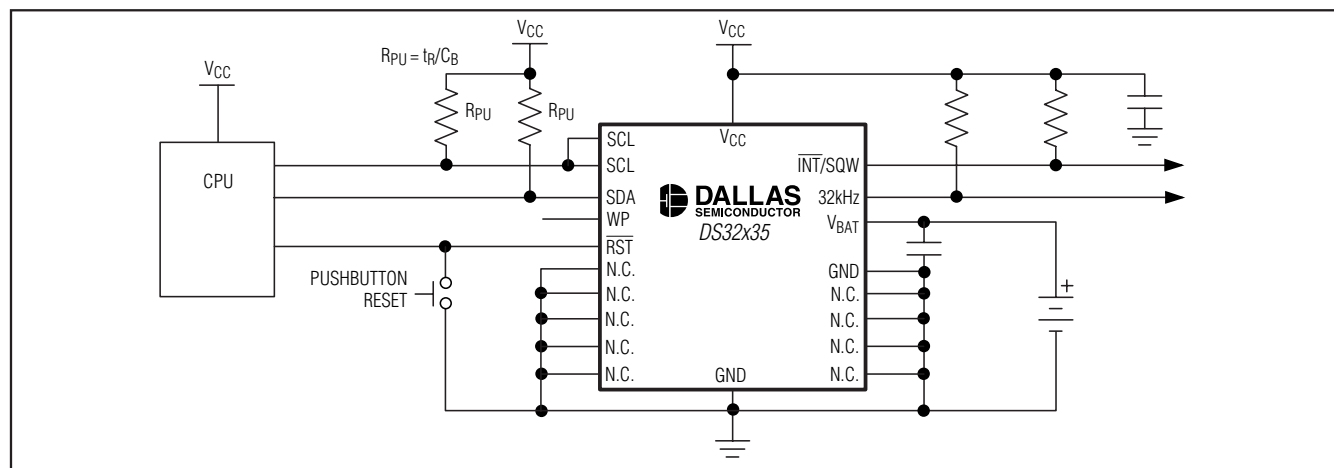 VCC
VCC
RPU = tR/CB
VCC
RPU
RPU
CPU
SCL
SCL
SDA
WP
RST
N.C.
N.C.
N.C.
N.C.
N.C.
PUSHBUTTON
RESET
VCC
DALLAS
SEMICONDUCTOR
DS32x35
GND
INT/SQW
32kHz
VBAT
GND
N.C.
N.C.
N.C.
N.C.
+